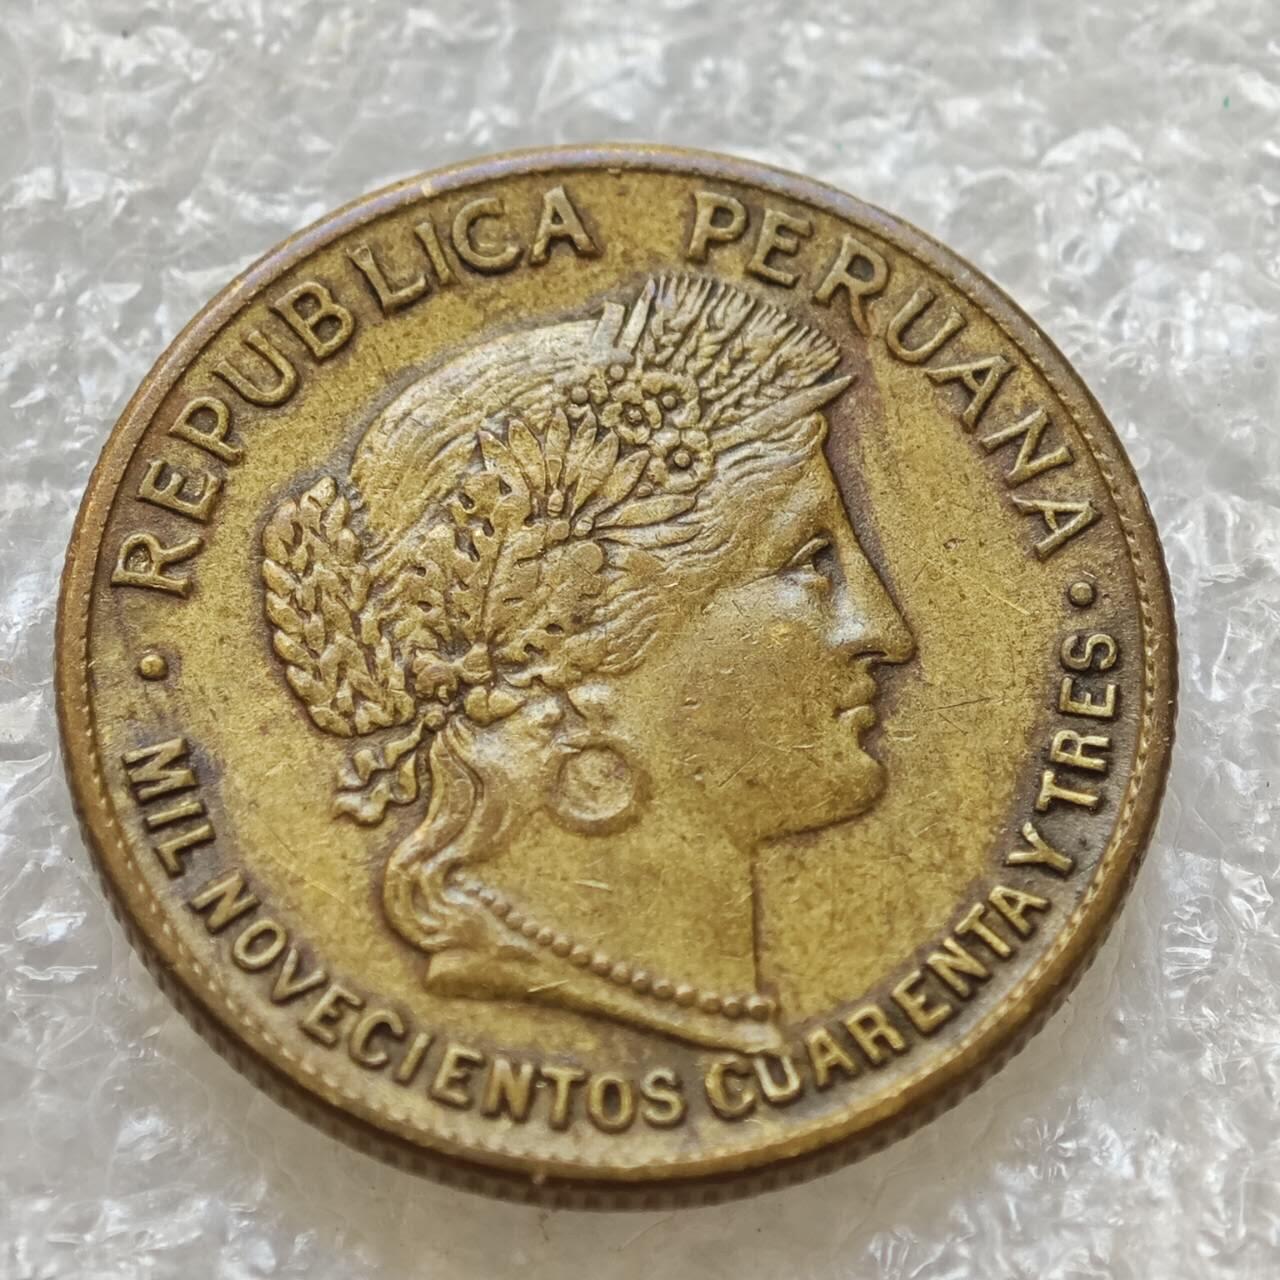 REPUBLICA PERUANA
MIL NOVECIENTOS CUARENTA Y TRES